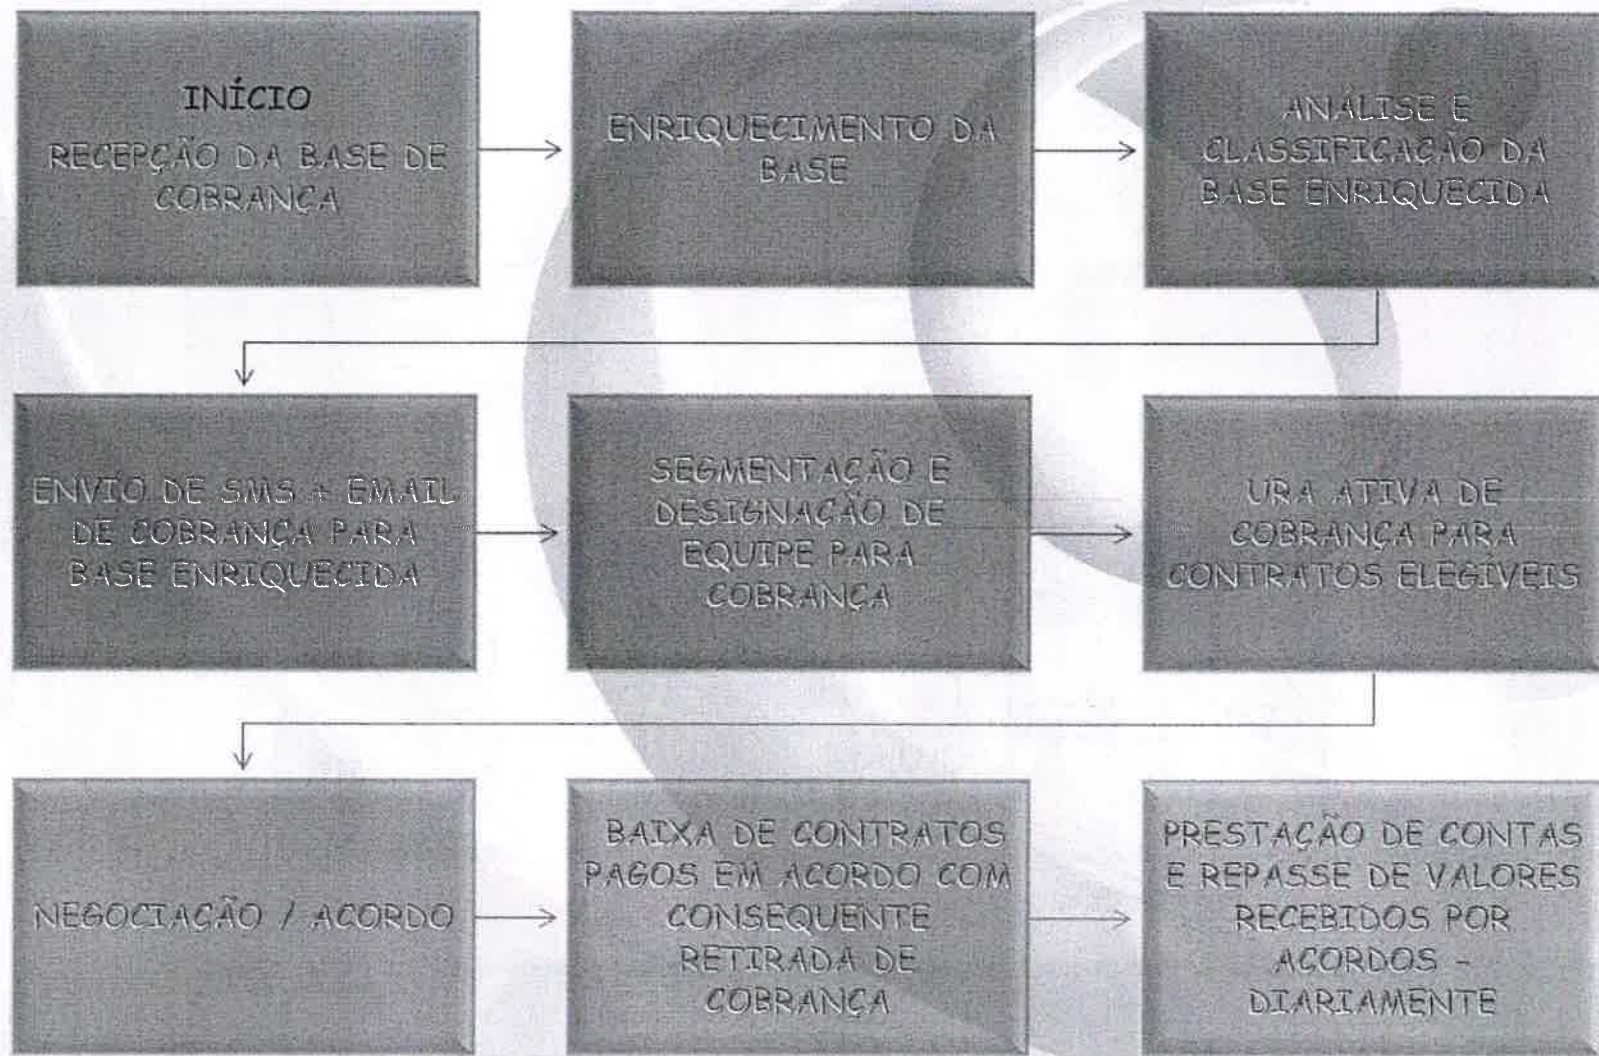 INÍCIO
RECEPÇÃO DA BASE DE
COBRANÇA
ENRIQUECIMENTO DA
BASE
ANÁLISE E
CLASSIFICAÇÃO DA
BASE ENRIQUECIDA
ENVIO DE SMS + EMAIL
DE COBRANÇA PARA
BASE ENRIQUECIDA
SEGMENTAÇÃO E
DESIGNAÇÃO DE
EQUIPE PARA
COBRANÇA
URA ATIVA DE
COBRANÇA PARA
CONTRATOS ELEGÍVEIS
NEGOCIAÇÃO / ACORDO
BAIXA DE CONTRATOS
PAGOS EM ACORDO COM
CONSEQUENTE
RETIRADA DE
COBRANÇA
PRESTAÇÃO DE CONTAS
E REPASSE DE VALORES
RECEBIDOS POR
ACORDOS -
DIARIAMENTE